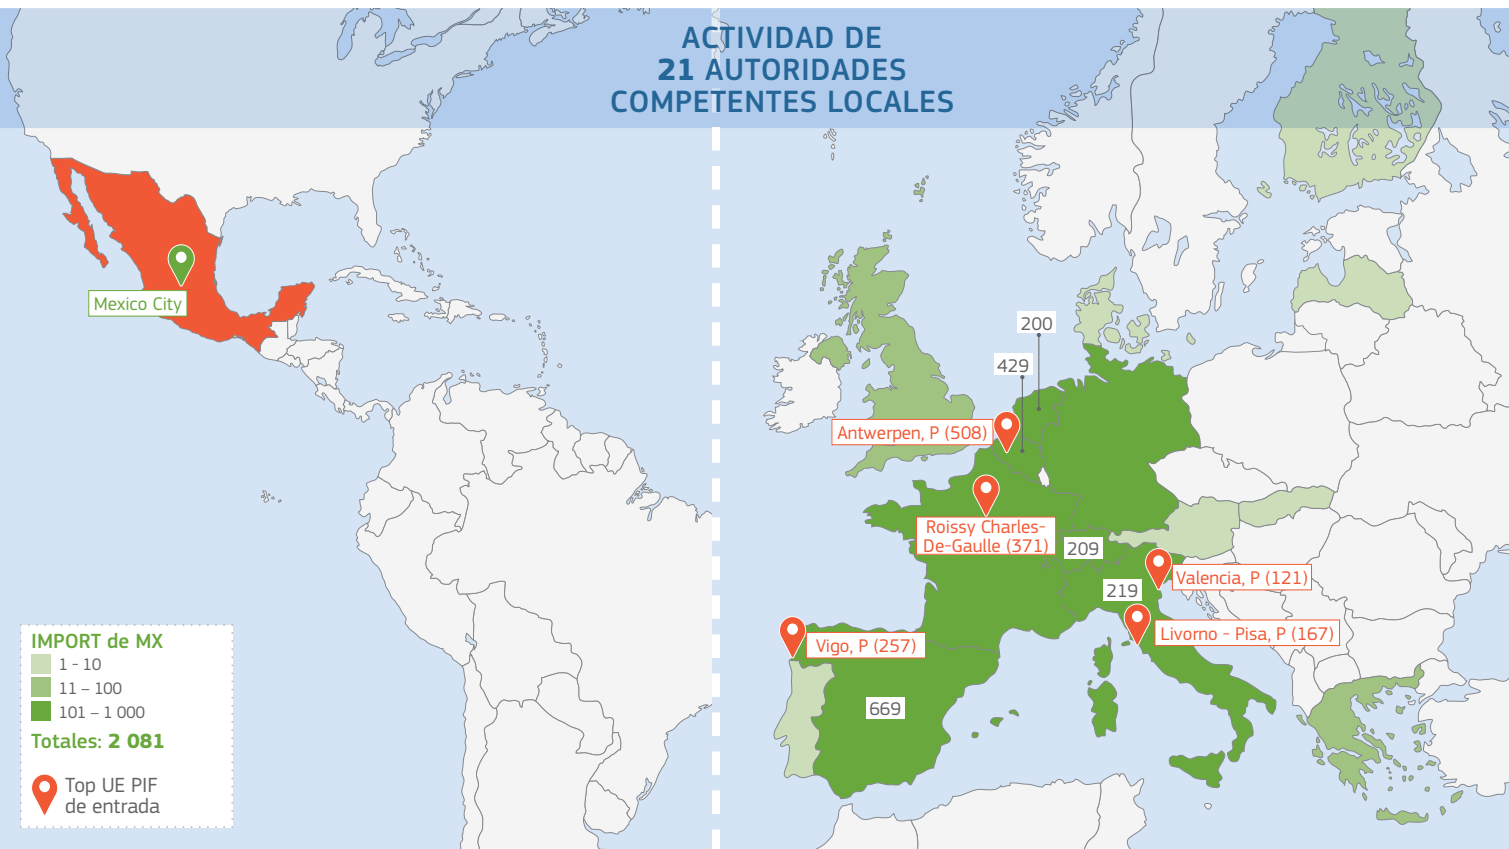 ACTIVIDAD DE
21 AUTORIDADES
COMPETENTES LOCALES
Mexico City
200
429
Antwerpen, P (508)
Roissy Charles-
De-Gaulle (371)
209
Valencia, P (121)
219
Livorno - Pisa, P (167)
Vigo, P (257)
669
IMPORT de MX
1 - 10
11 – 100
101 – 1 000
Totales: 2 081
Top UE PIF
de entrada